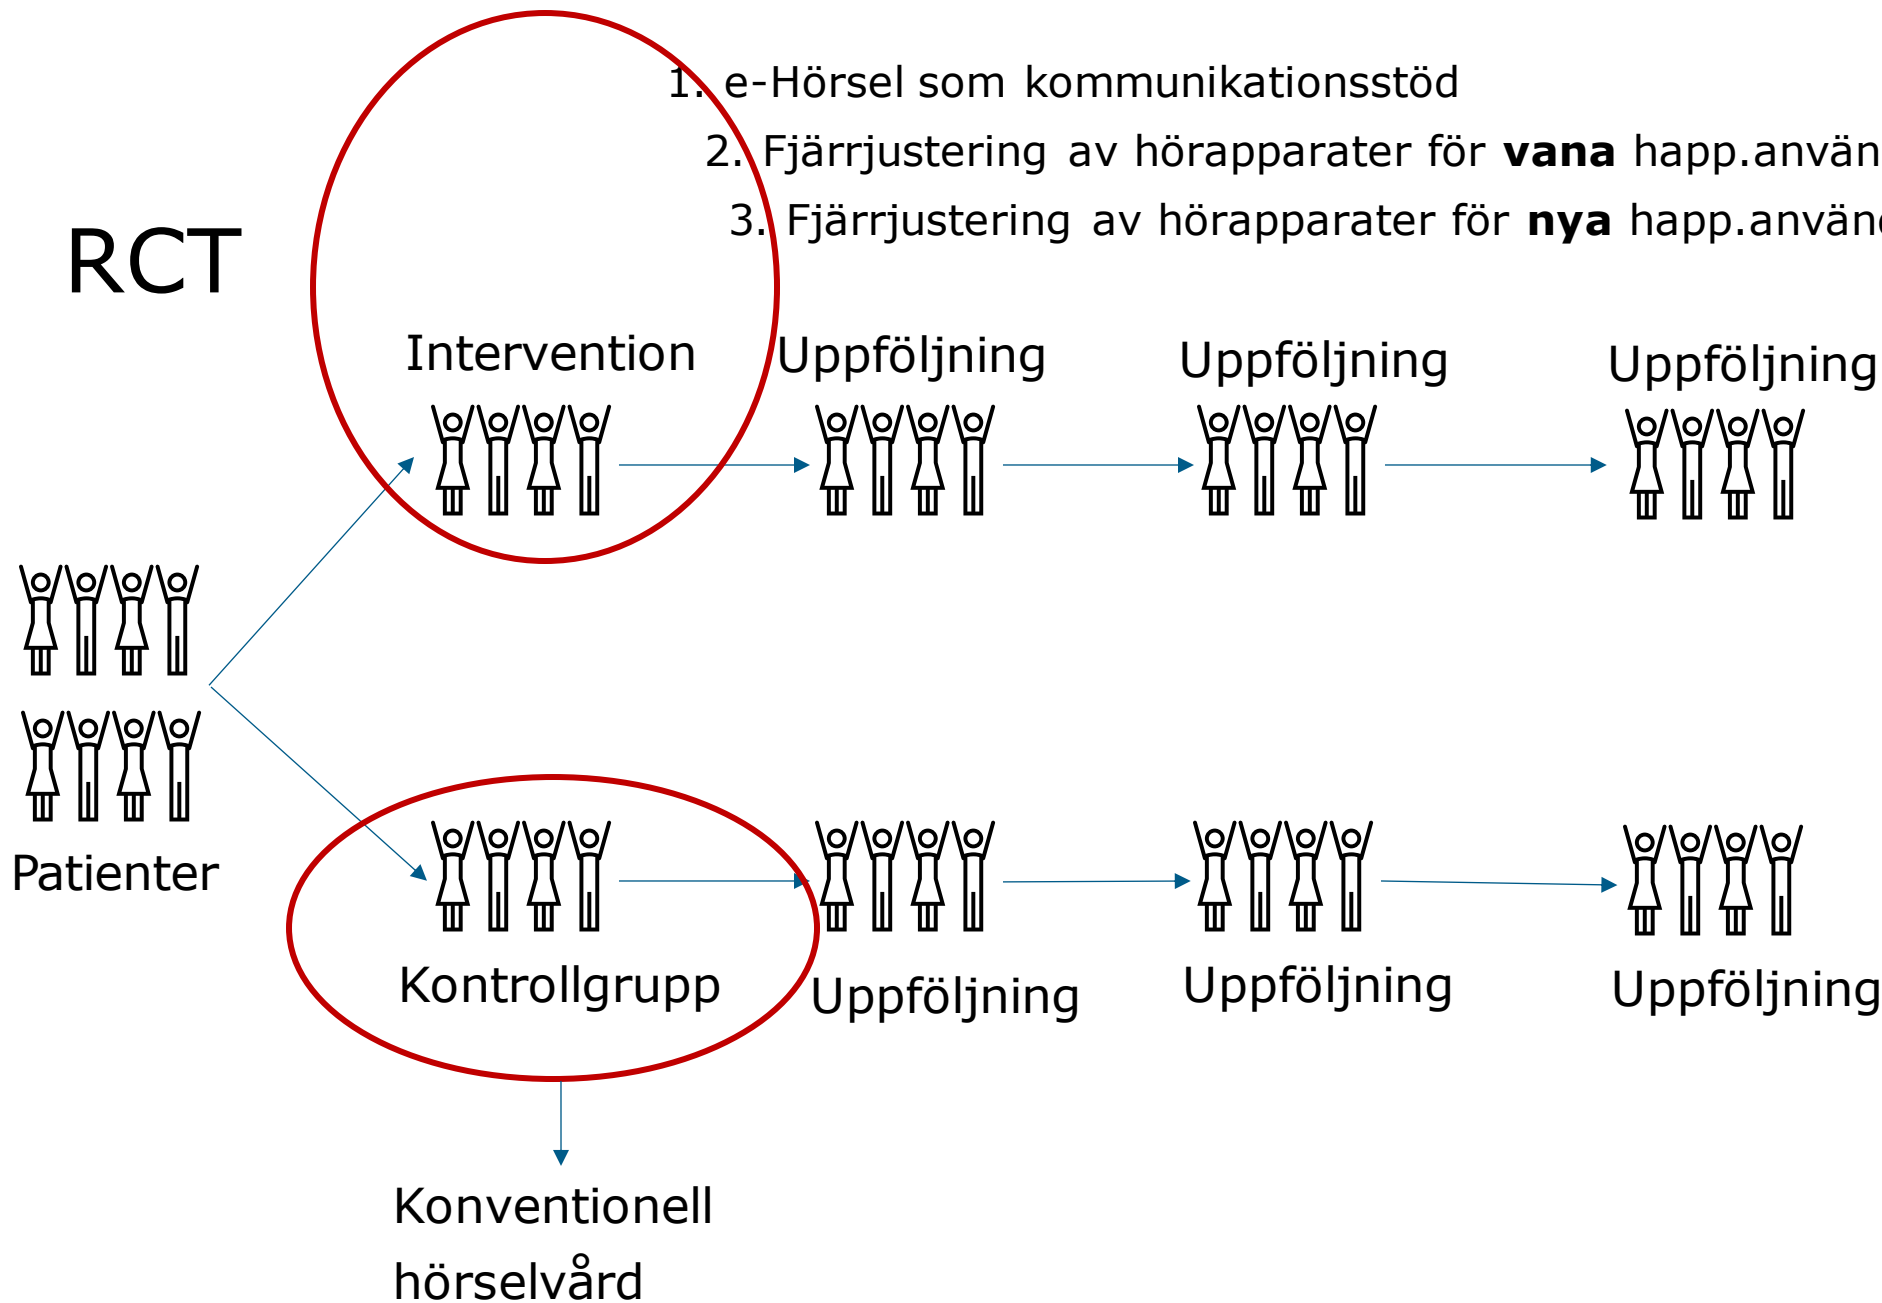 1. e-Hörsel som kommunikationsstöd
2. Fjärrjustering av hörapparater för vana happ.använ
3. Fjärrjustering av hörapparater för nya happ.använ
RCT
Intervention
Uppföljning
Uppföljning
Uppföljning
Patienter
Kontrollgrupp
Uppföljning
Uppföljning
Uppföljning
Konventionell
hörselvård